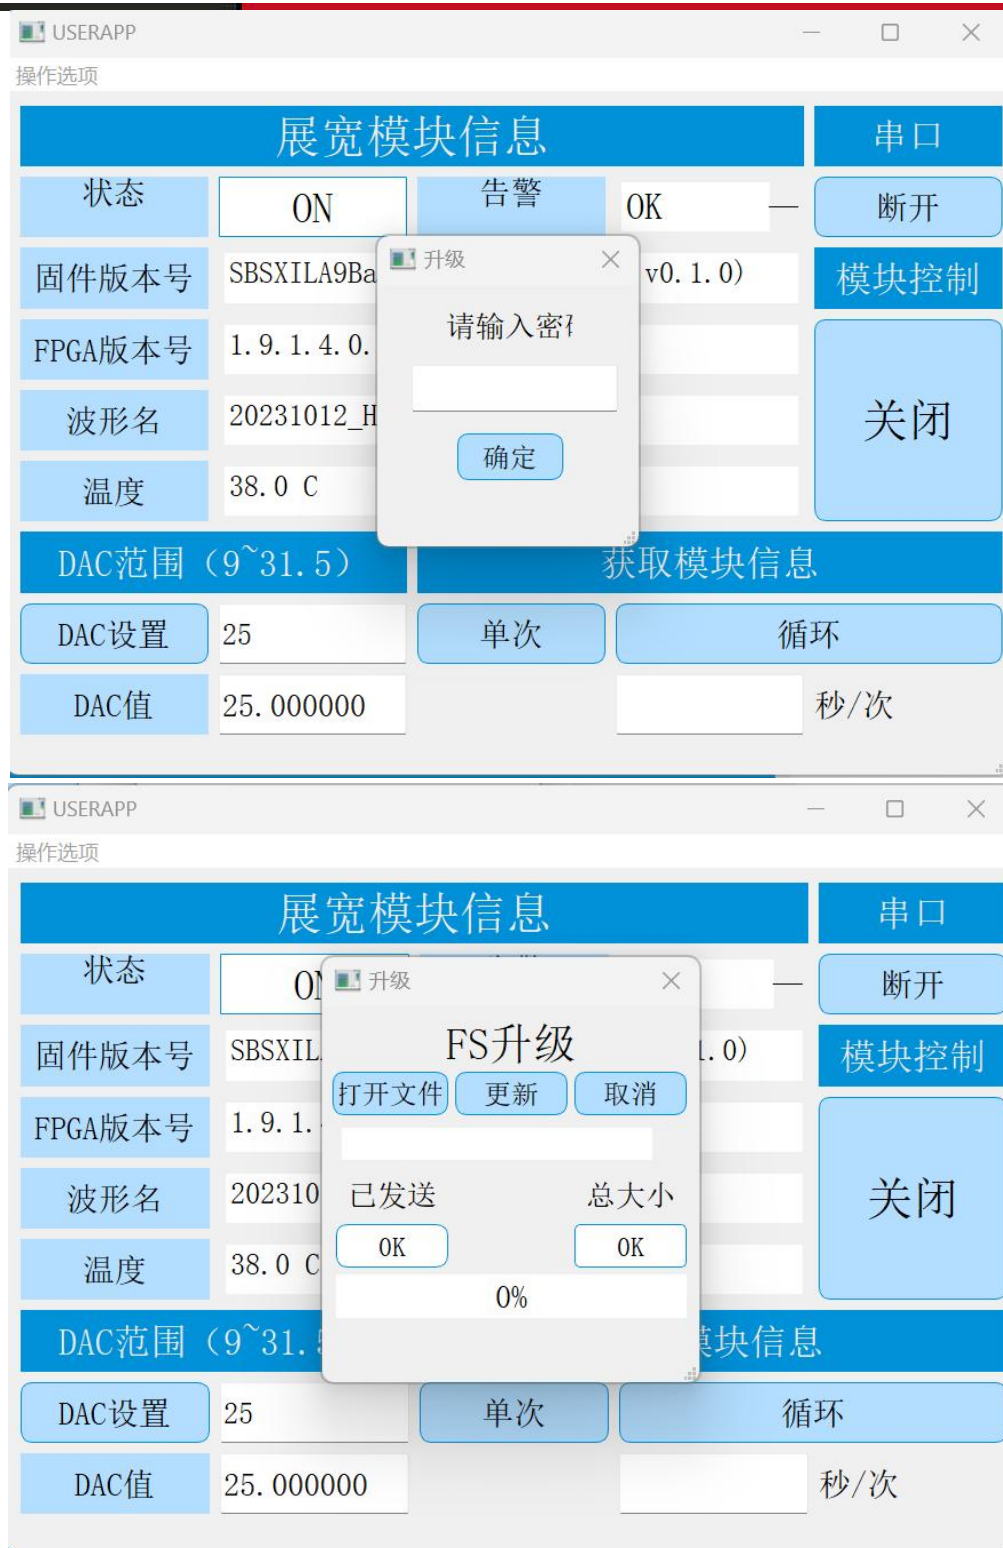 USERAPP
操作选项
展宽模块信息 串口
状态 ON 告警 OK 断开
升级
固件版本号 SBSXILA9Ba v0.1.0) 模块控制
请输入密
FPGA版本号 1.9.1.4.0.
波形名 20231012_H 关闭
确定
温度 38.0 C
DAC范围（9~31.5） 获取模块信息
DAC设置 25 单次 循环
DAC值 25.000000 秒/次
USERAPP
操作选项
展宽模块信息 串口
状态 ON 断开
升级
固件版本号 SBSXIL .0) 模块控制
FS升级
打开文件 更新 取消
FPGA版本号 1.9.1.
波形名 202310 关闭
已发送 总大小
0K 0K
温度 38.0 C
0%
DAC范围（9~31. 模块信息
DAC设置 25 单次 循环
DAC值 25.000000 秒/次